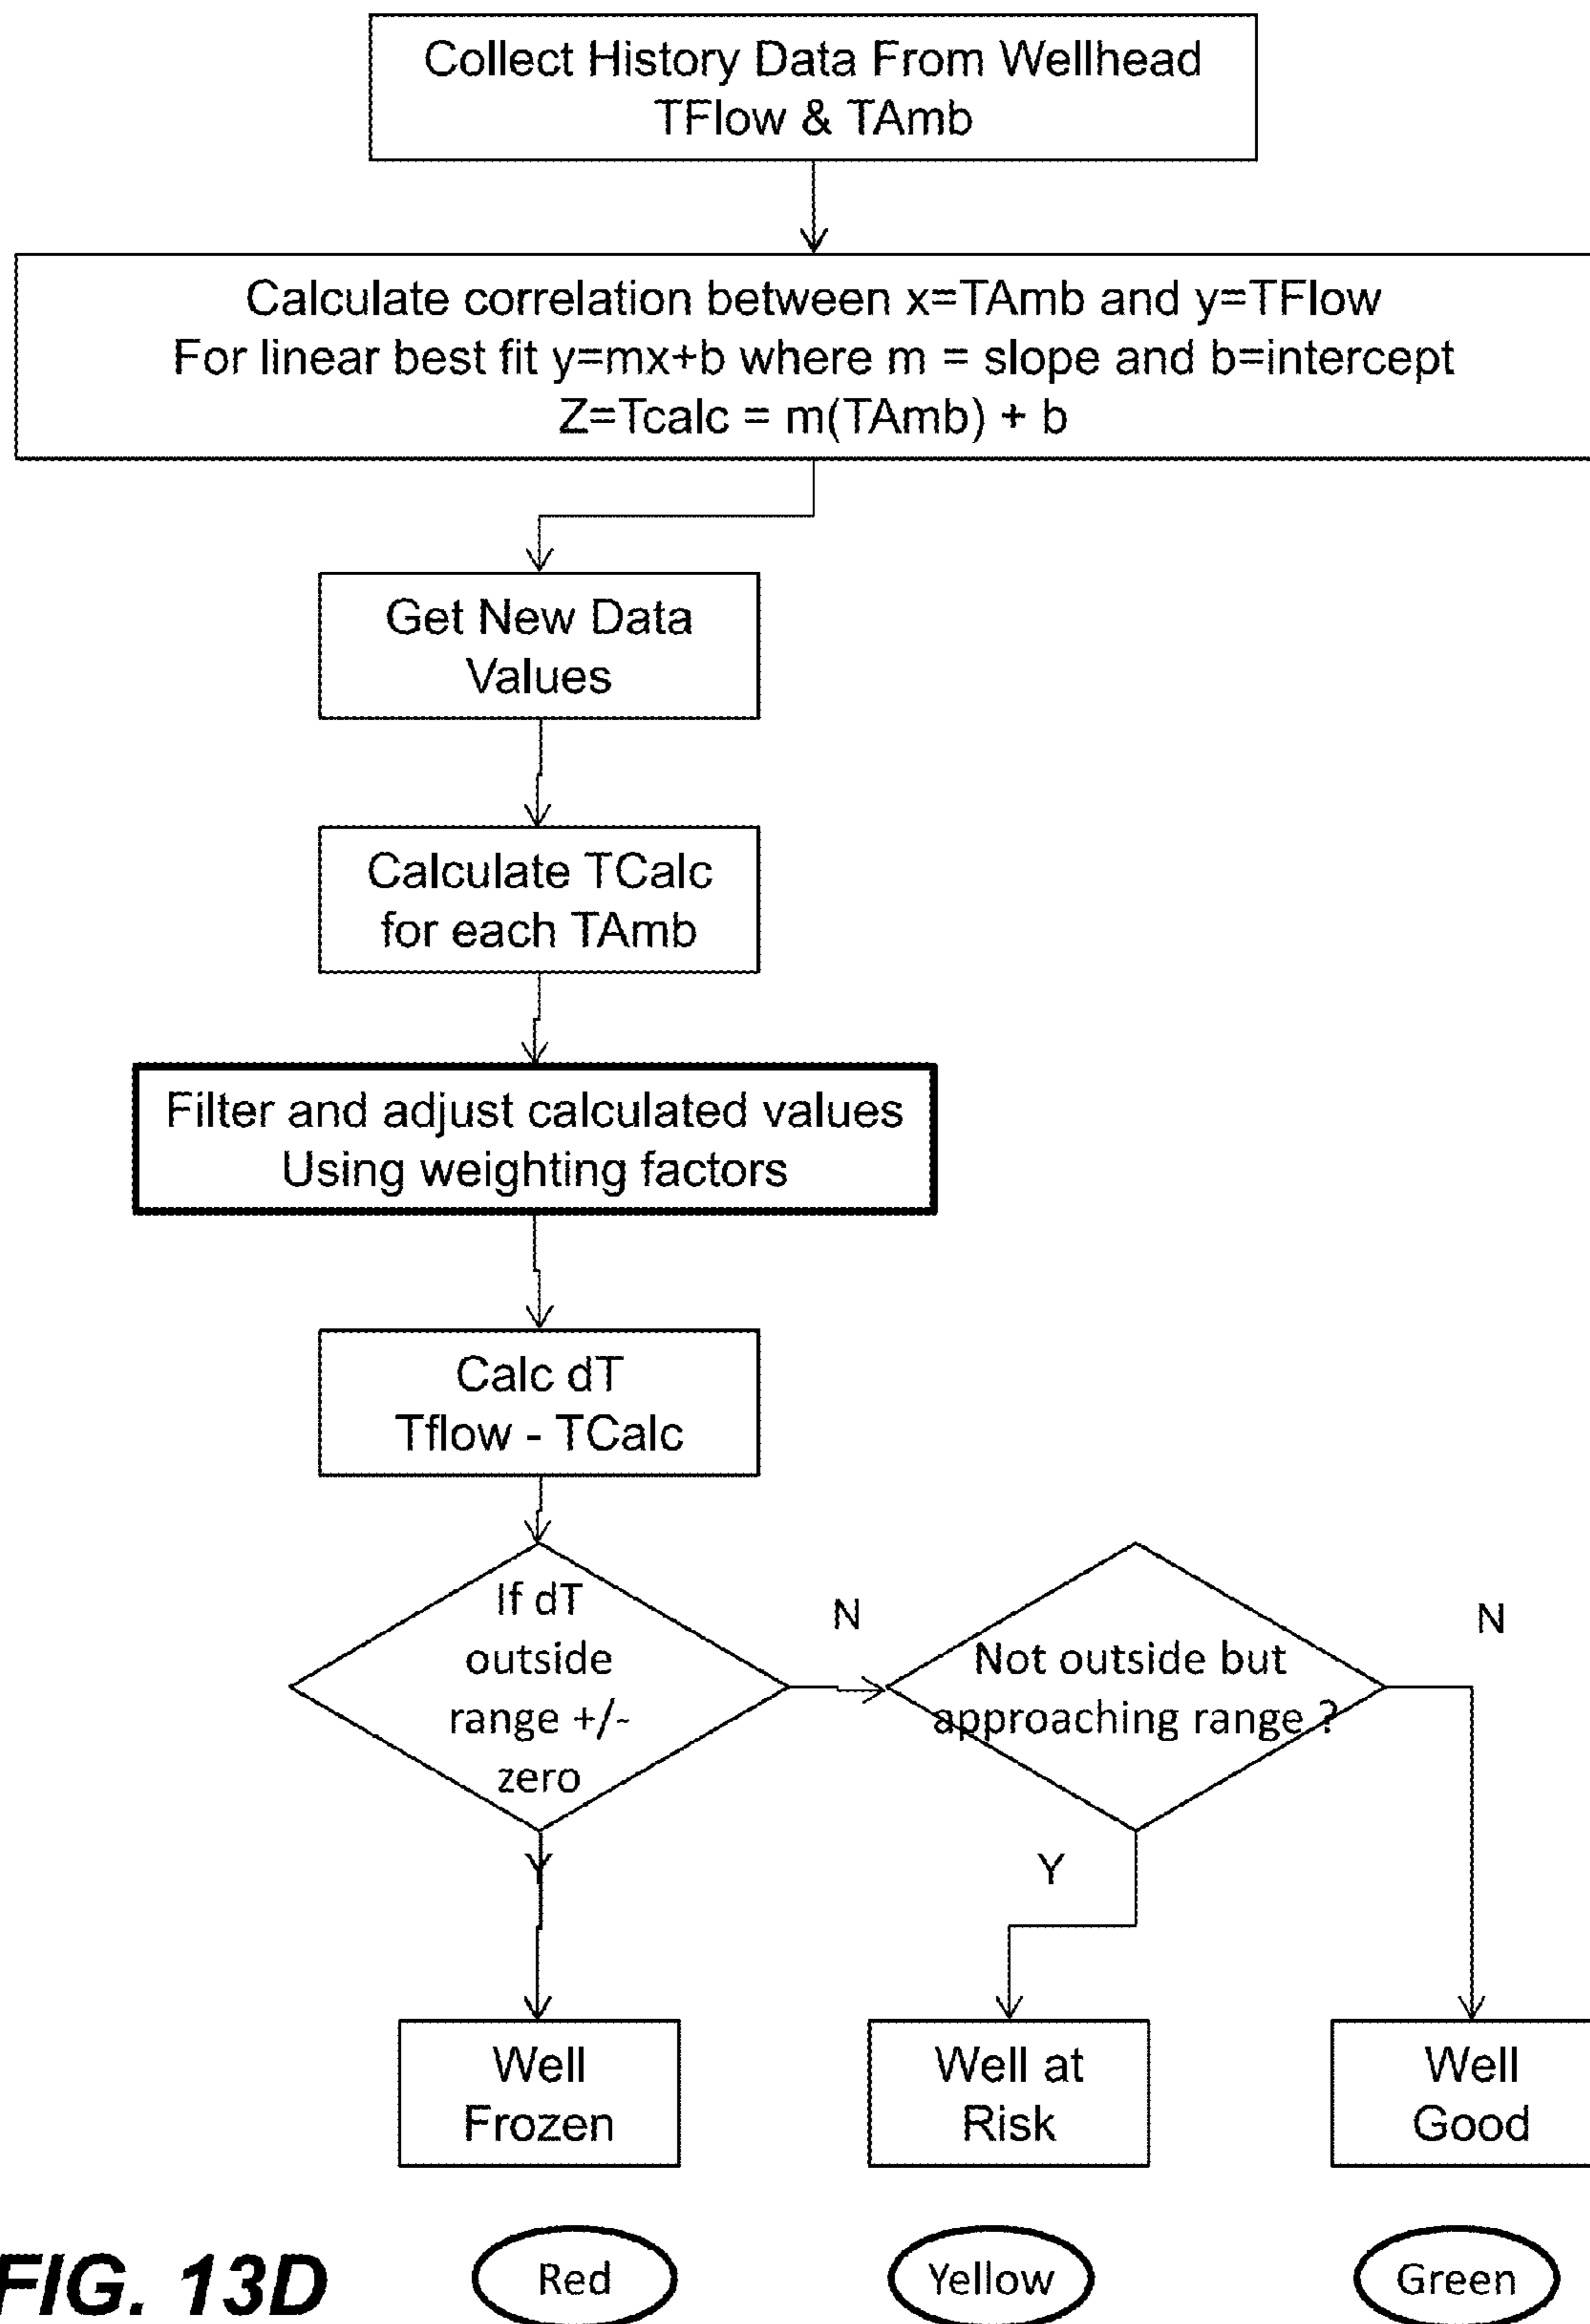 Collect History Data From Wellhead
TFlow & TAmb
Calculate correlation between x=TAmb and y=TFlow
For linear best fit y=mx+b where m = slope and b=intercept
Z=Tcalc = m(TAmb) + b
Get New Data
Values
Calculate TCalc
for each TAmb
Filter and adjust calculated values
Using weighting factors
Calc dT
Tflow - TCalc
If dT
outside
range +/-
zero
N
Not outside but
approaching range ?
N
Y
Y
Well
Frozen
Well at
Risk
Well
Good
FIG. 13D
Red
Yellow
Green